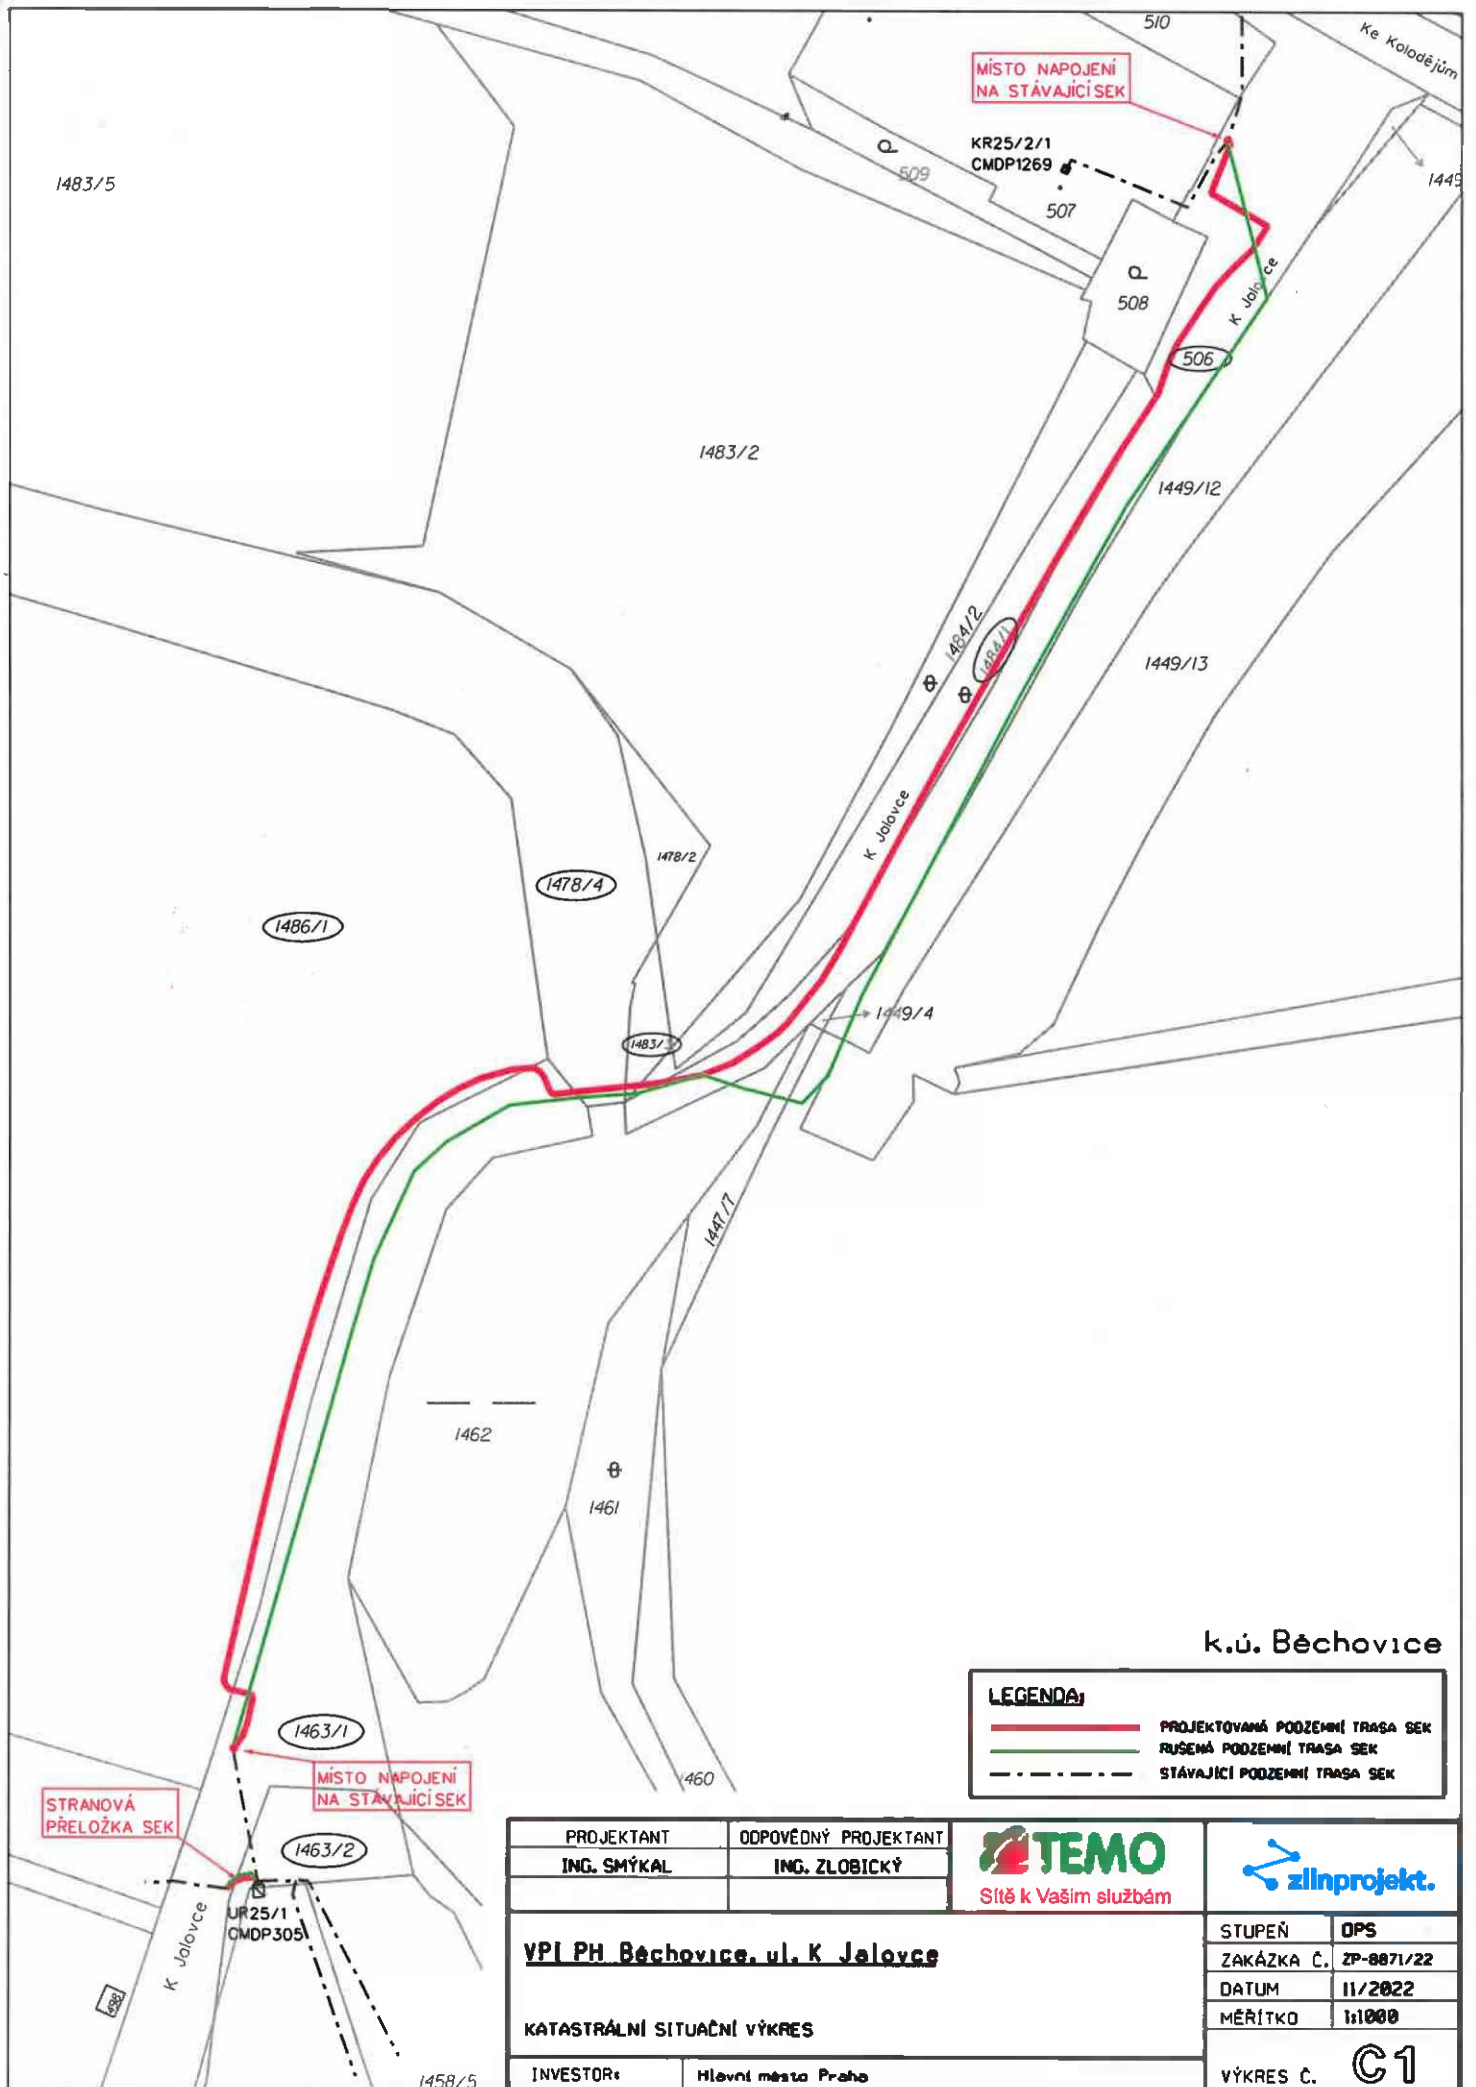 510
Ke Kolodějům
MÍSTO NAPOJENÍ
NA STÁVAJÍCÍ SEK
KR25/2/1
CMDP1269
509
507
1483/5
508
K Jalovce
506
1483/2
1449/12
1484/2
1484/1
1449/13
K Jalovce
1478/2
1478/4
1486/1
1449/4
1483/3
1447/7
1462
1461
k.ú. Běchovice
LEGENDA:
PROJEKTOVANÁ PODZEMNÍ TRASA SEK
RUŠENÁ PODZEMNÍ TRASA SEK
STÁVAJÍCÍ PODZEMNÍ TRASA SEK
1463/1
MÍSTO NAPOJENÍ
NA STÁVAJÍCÍ SEK
1460
STRANOVÁ
PŘELOŽKA SEK
1463/2
UR25/1
CMDP305
K Jalovce
498
1458/5
PROJEKTANT
ODPOVĚDNÝ PROJEKTANT
ING. SMÝKAL
ING. ZLOBICKÝ
TEMO
Sítě k Vašim službám
zlínprojekt.
VPI PH Běchovice, ul. K Jalovce
STUPEŇ DPS
ZAKÁZKA Č. ZP-8871/22
DATUM 11/2022
MĚŘÍTKO 1:1000
KATASTRÁLNÍ SITUAČNÍ VÝKRES
VÝKRES Č. C1
INVESTOR: Hlavní město Praha